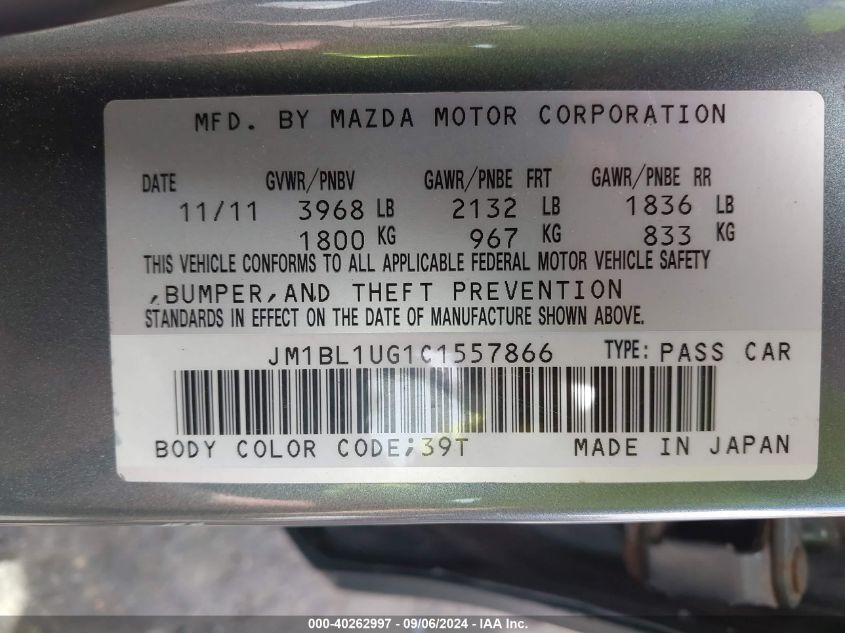 MFD. BY MAZDA MOTOR CORPORATION
DATE GVWR/PNBV GAWR/PNBE FRT GAWR/PNBE RR
11/11 3968 LB 2132 LB 1836 LB
1800 KG 967 KG 833 KG
THIS VEHICLE CONFORMS TO ALL APPLICABLE FEDERAL MOTOR VEHICLE SAFETY
,BUMPER,AND THEFT PREVENTION
STANDARDS IN EFFECT ON THE DATE OF MANUFACTURE SHOWN ABOVE.
JM1BL1UG1C1557866 TYPE: PASS CAR
BODY COLOR CODE;39T MADE IN JAPAN
000-40262997 - 09/06/2024 - IAA Inc.